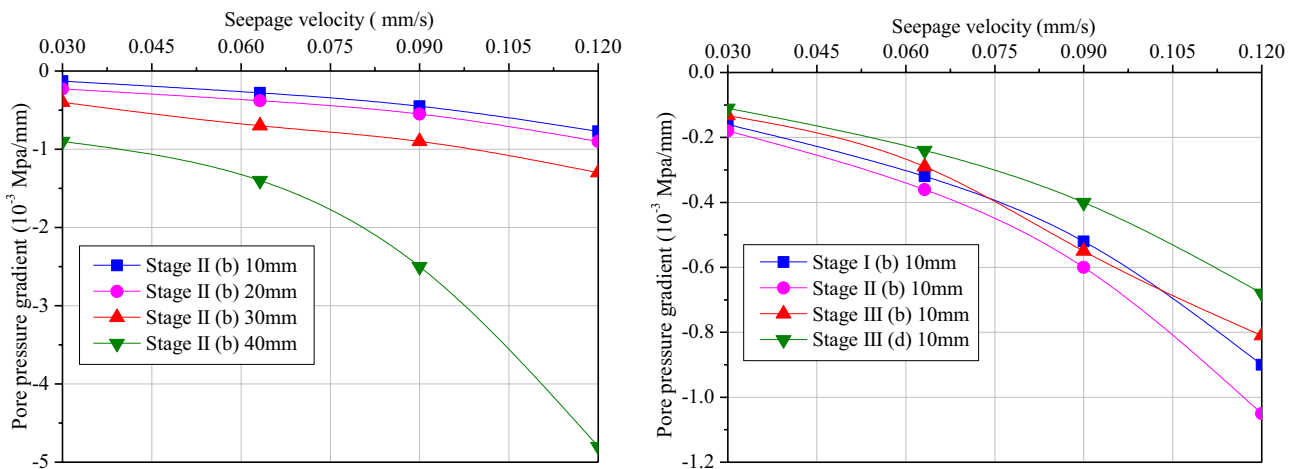 Seepage velocity ( mm/s)
0.030 0.045 0.060 0.075 0.090 0.105 0.120
Pore pressure gradient (10⁻³ Mpa/mm)
0
-1
-2
-3
-4
-5
Stage II (b) 10mm
Stage II (b) 20mm
Stage II (b) 30mm
Stage II (b) 40mm
Seepage velocity (mm/s)
0.030 0.045 0.060 0.075 0.090 0.105 0.120
Pore pressure gradient (10⁻³ Mpa/mm)
0.0
-0.2
-0.4
-0.6
-0.8
-1.0
-1.2
Stage I (b) 10mm
Stage II (b) 10mm
Stage III (b) 10mm
Stage III (d) 10mm